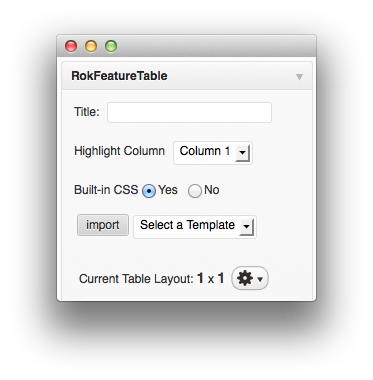 RokFeatureTable
Title:
Highlight Column Column 1
Built-in CSS Yes No
import Select a Template
Current Table Layout: 1 x 1